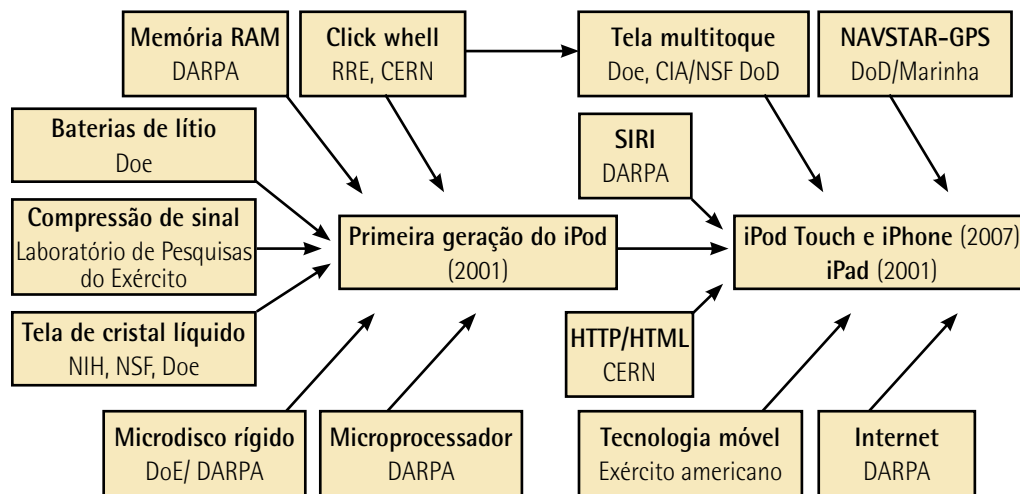 Memória RAM
DARPA
Click whell
RRE, CERN
Tela multitoque
Doe, CIA/NSF DoD
NAVSTAR-GPS
DoD/Marinha
Baterias de lítio
Doe
SIRI
DARPA
Compressão de sinal
Laboratório de Pesquisas
do Exército
Primeira geração do iPod
(2001)
iPod Touch e iPhone (2007)
iPad (2001)
Tela de cristal líquido
NIH, NSF, Doe
HTTP/HTML
CERN
Microdisco rígido
DoE/ DARPA
Microprocessador
DARPA
Tecnologia móvel
Exército americano
Internet
DARPA